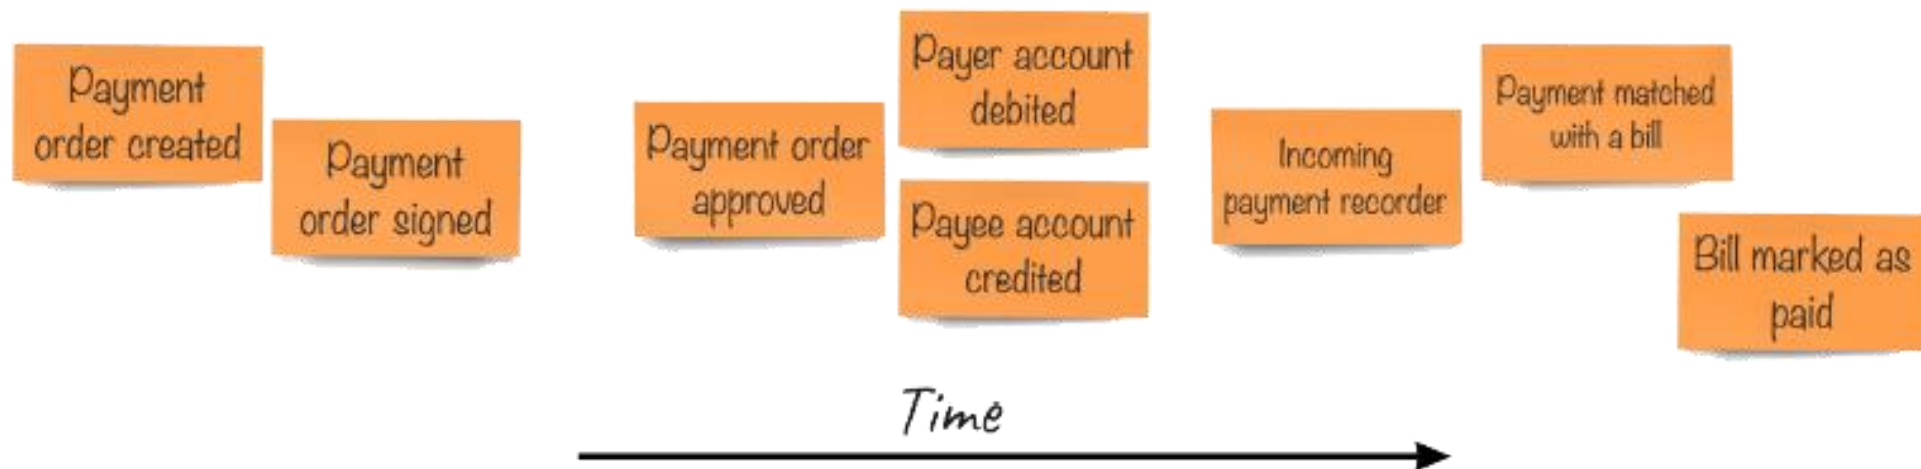 Payment
order created
Payment
order signed
Payment order
approved
Payer account
debited
Payee account
credited
Incoming
payment recorder
Payment matched
with a bill
Bill marked as
paid
Time